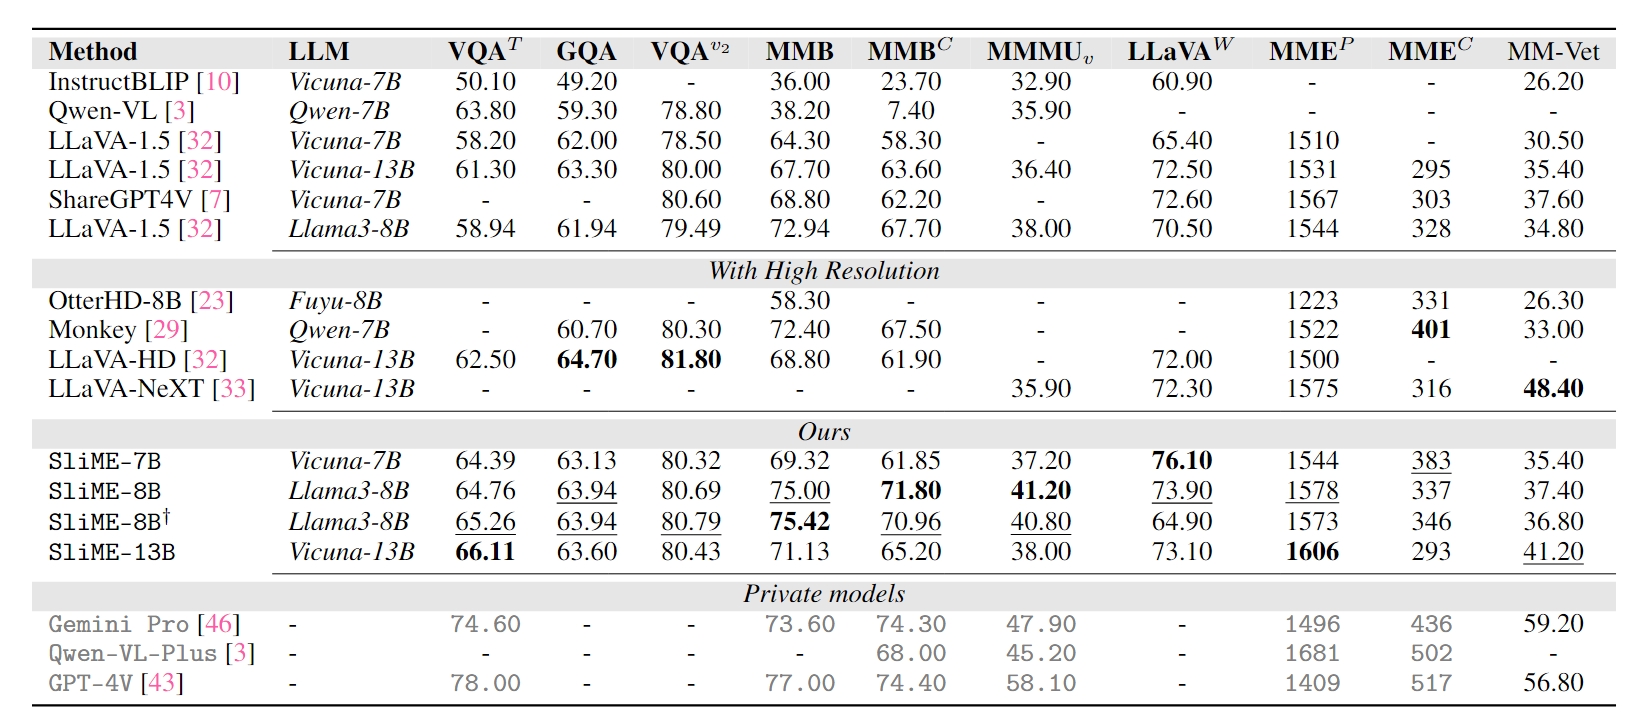 Method LLM VQA^T GQA VQA^v2 MMB MMB^C MMMU_v LLaVA^W MME^P MME^C MM-Vet
InstructBLIP [10] Vicuna-7B 50.10 49.20 - 36.00 23.70 32.90 60.90 - - 26.20
Qwen-VL [3] Qwen-7B 63.80 59.30 78.80 38.20 7.40 35.90 - - - -
LLaVA-1.5 [32] Vicuna-7B 58.20 62.00 78.50 64.30 58.30 - 65.40 1510 - 30.50
LLaVA-1.5 [32] Vicuna-13B 61.30 63.30 80.00 67.70 63.60 36.40 72.50 1531 295 35.40
ShareGPT4V [7] Vicuna-7B - - 80.60 68.80 62.20 - 72.60 1567 303 37.60
LLaVA-1.5 [32] Llama3-8B 58.94 61.94 79.49 72.94 67.70 38.00 70.50 1544 328 34.80
With High Resolution
OtterHD-8B [23] Fuyu-8B - - - 58.30 - - - 1223 331 26.30
Monkey [29] Qwen-7B - 60.70 80.30 72.40 67.50 - - 1522 401 33.00
LLaVA-HD [32] Vicuna-13B 62.50 64.70 81.80 68.80 61.90 - 72.00 1500 - -
LLaVA-NeXT [33] Vicuna-13B - - - - - 35.90 72.30 1575 316 48.40
Ours
SliME-7B Vicuna-7B 64.39 63.13 80.32 69.32 61.85 37.20 76.10 1544 383 35.40
SliME-8B Llama3-8B 64.76 63.94 80.69 75.00 71.80 41.20 73.90 1578 337 37.40
SliME-8B† Llama3-8B 65.26 63.94 80.79 75.42 70.96 40.80 64.90 1573 346 36.80
SliME-13B Vicuna-13B 66.11 63.60 80.43 71.13 65.20 38.00 73.10 1606 293 41.20
Private models
Gemini Pro [46] - 74.60 - - 73.60 74.30 47.90 - 1496 436 59.20
Qwen-VL-Plus [3] - - - - - 68.00 45.20 - 1681 502 -
GPT-4V [43] - 78.00 - - 77.00 74.40 58.10 - 1409 517 56.80